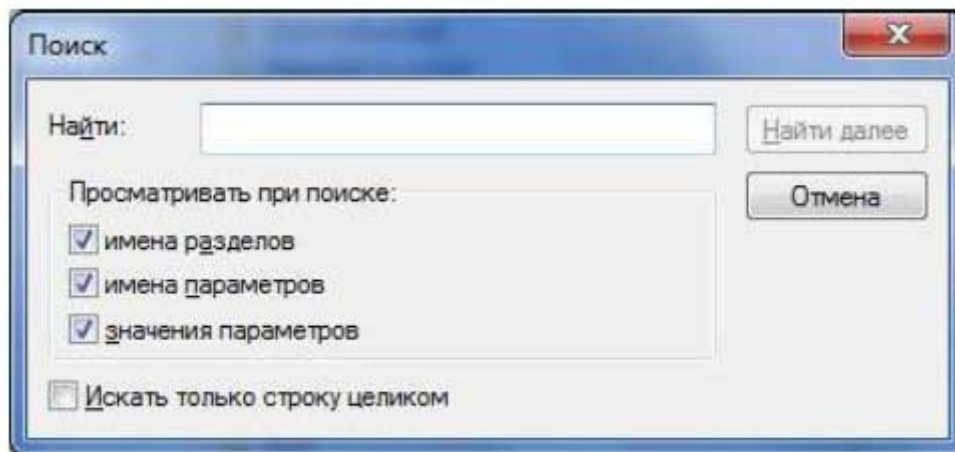 Поиск
Найти:
Найти далее
Просматривать при поиске:
Отмена
имена разделов
имена параметров
значения параметров
Искать только строку целиком